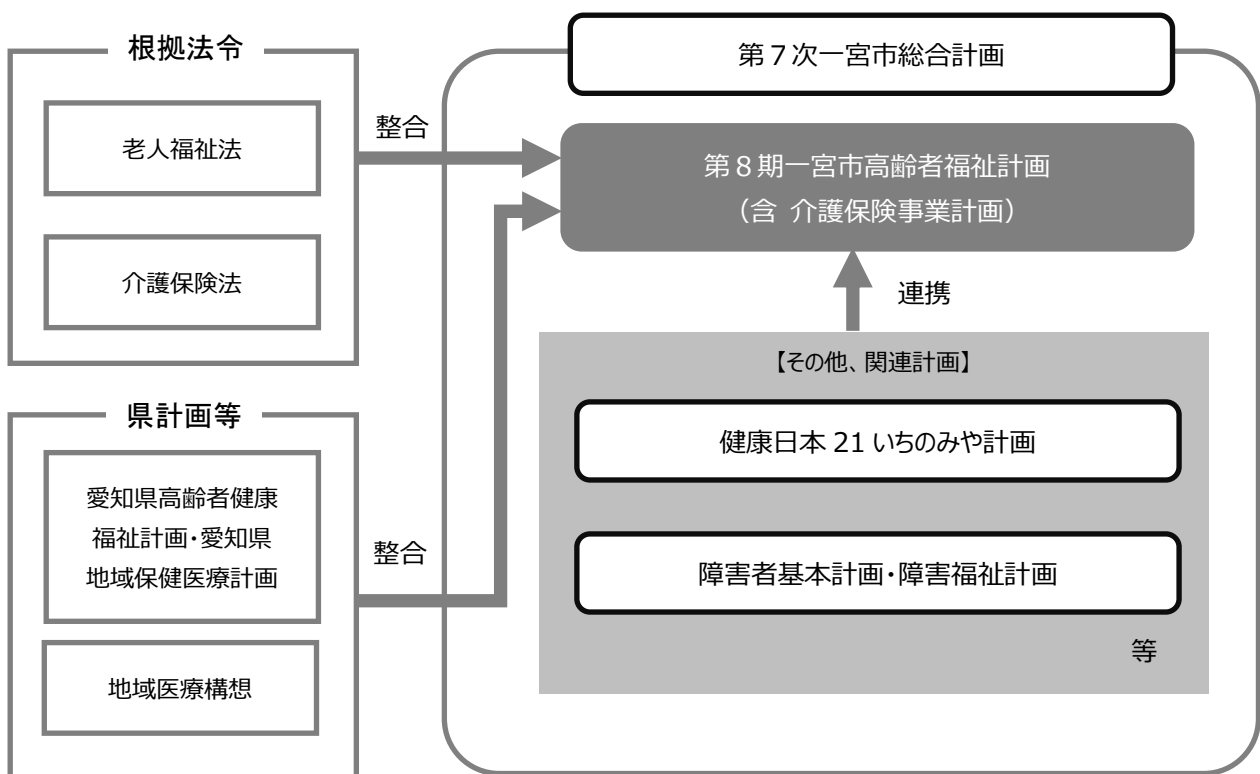 根拠法令
老人福祉法
介護保険法
整合
県計画等
愛知県高齢者健康
福祉計画・愛知県
地域保健医療計画
地域医療構想
整合
第7次一宮市総合計画
第8期一宮市高齢者福祉計画
（含 介護保険事業計画）
連携
【その他、関連計画】
健康日本 21 いちのみや計画
障害者基本計画・障害福祉計画
等